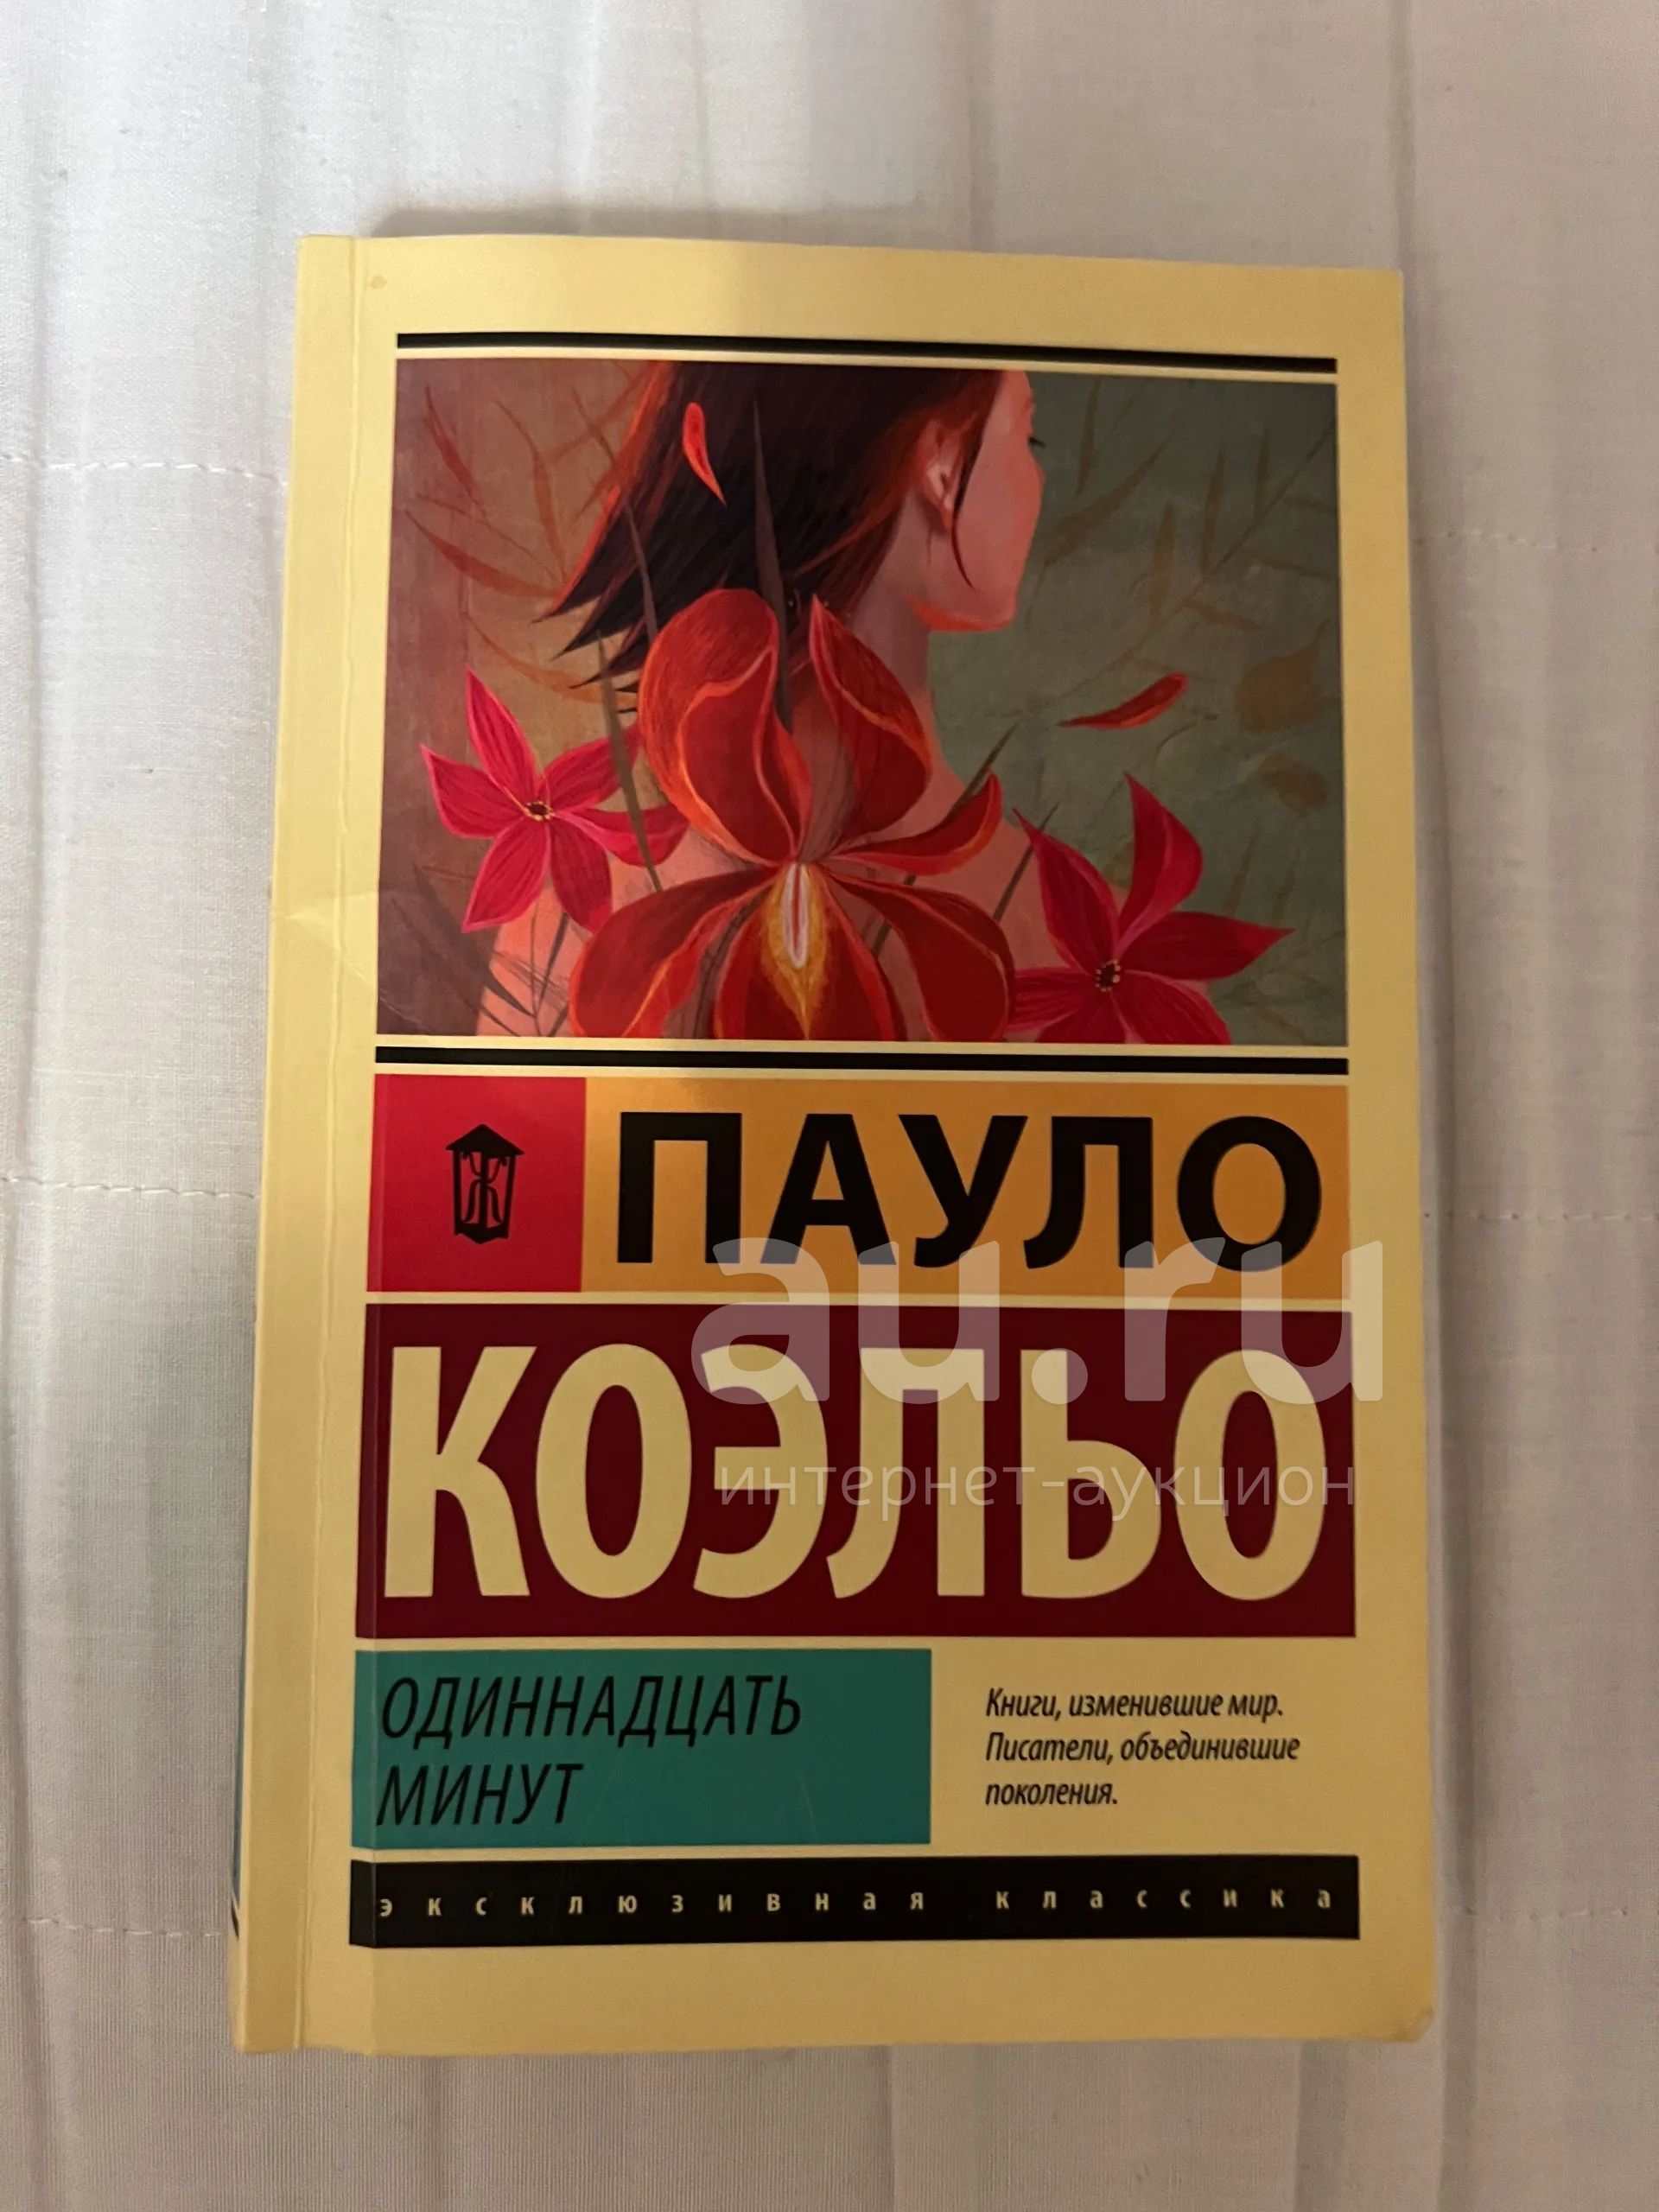 Ж
ПАУЛО
КОЭЛЬО
au.ru
интернет-аукцион
ОДИННАДЦАТЬ
МИНУТ
Книги, изменившие мир.
Писатели, объединившие
поколения.
эксклюзивная классика